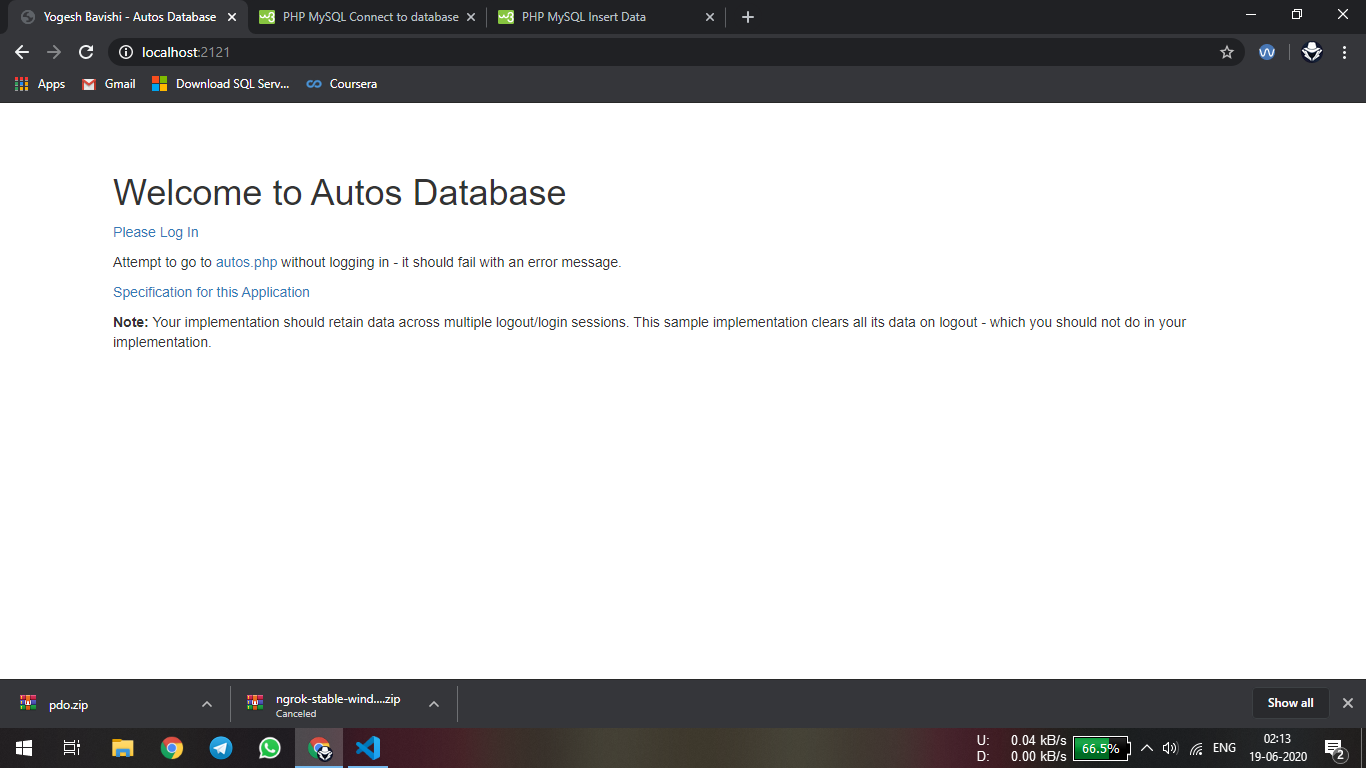 Yogesh Bavishi - Autos Database
PHP MySQL Connect to database
PHP MySQL Insert Data
localhost:2121
Apps
Gmail
Download SQL Serv...
Coursera
Welcome to Autos Database
Please Log In
Attempt to go to autos.php without logging in - it should fail with an error message.
Specification for this Application
Note: Your implementation should retain data across multiple logout/login sessions. This sample implementation clears all its data on logout - which you should not do in your
implementation.
pdo.zip
ngrok-stable-wind....zip
Canceled
Show all
U: 0.04 kB/s
D: 0.00 kB/s
66.5%
ENG
02:13
19-06-2020
2